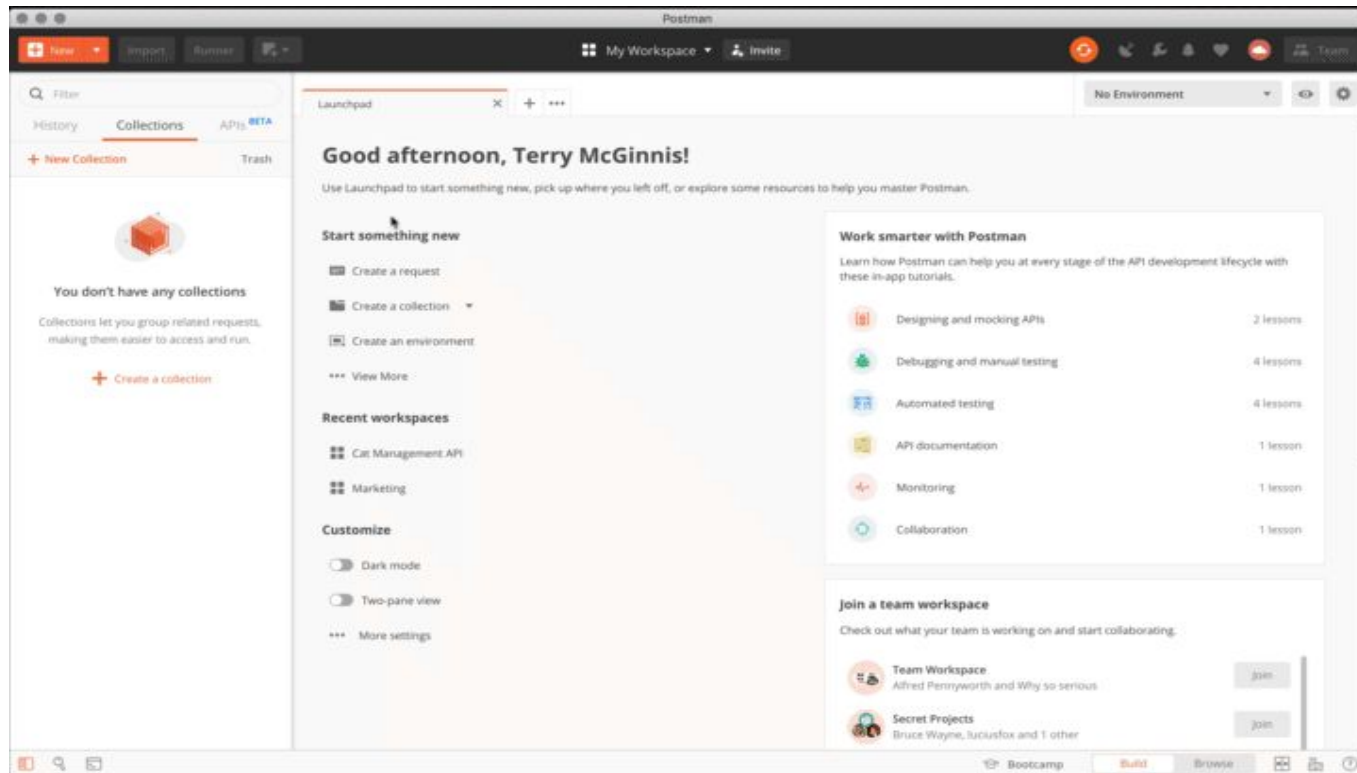 Postman
New
Import
Runner
My Workspace
Invite
Team
Filter
History
Collections
APIs BETA
+ New Collection
Trash
You don't have any collections
Collections let you group related requests,
making them easier to access and run.
+ Create a collection
Launchpad
No Environment
Good afternoon, Terry McGinnis!
Use Launchpad to start something new, pick up where you left off, or explore some resources to help you master Postman.
Start something new
Create a request
Create a collection
Create an environment
View More
Recent workspaces
Cat Management API
Marketing
Customize
Dark mode
Two-pane view
More settings
Work smarter with Postman
Learn how Postman can help you at every stage of the API development lifecycle with
these in-app tutorials.
Designing and mocking APIs 2 lessons
Debugging and manual testing 4 lessons
Automated testing 4 lessons
API documentation 1 lesson
Monitoring 1 lesson
Collaboration 1 lesson
Join a team workspace
Check out what your team is working on and start collaborating.
Team Workspace
Alfred Pennyworth and Why so serious
Join
Secret Projects
Bruce Wayne, luciusfox and 1 other
Join
Bootcamp
Build
Browse